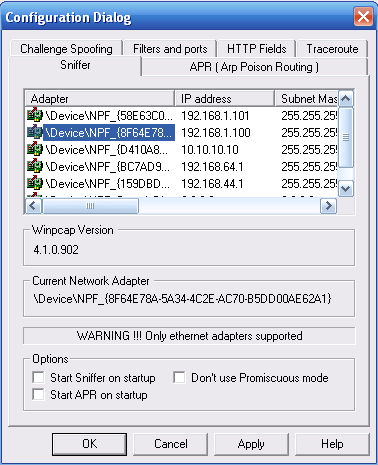 Configuration Dialog
Challenge Spoofing Filters and ports HTTP Fields Traceroute
Sniffer APR ( Arp Poison Routing )
Adapter IP address Subnet Mas
\Device\NPF_{58E63C0... 192.168.1.101 255.255.255
\Device\NPF_{8F64E78... 192.168.1.100 255.255.255
\Device\NPF_{D410A8... 10.10.10.10 255.255.255
\Device\NPF_{BC7AD9... 192.168.64.1 255.255.255
\Device\NPF_{159DBD... 192.168.44.1 255.255.255
Winpcap Version
4.1.0.902
Current Network Adapter
\Device\NPF_{8F64E78A-5A34-4C2E-AC70-B5DD00AE62A1}
WARNING !!! Only ethernet adapters supported
Options
Start Sniffer on startup Don't use Promiscuous mode
Start APR on startup
OK Cancel Apply Help